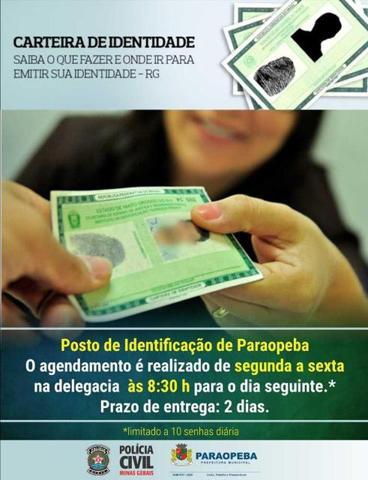 CARTEIRA DE IDENTIDADE
SAIBA O QUE FAZER E ONDE IR PARA
EMITIR SUA IDENTIDADE - RG
Posto de Identificação de Paraopeba
O agendamento é realizado de segunda a sexta
na delegacia às 8:30 h para o dia seguinte.*
Prazo de entrega: 2 dias.
*limitado a 10 senhas diária
POLÍCIA
CIVIL
MINAS GERAIS
PARAOPEBA
PREFEITURA MUNICIPAL